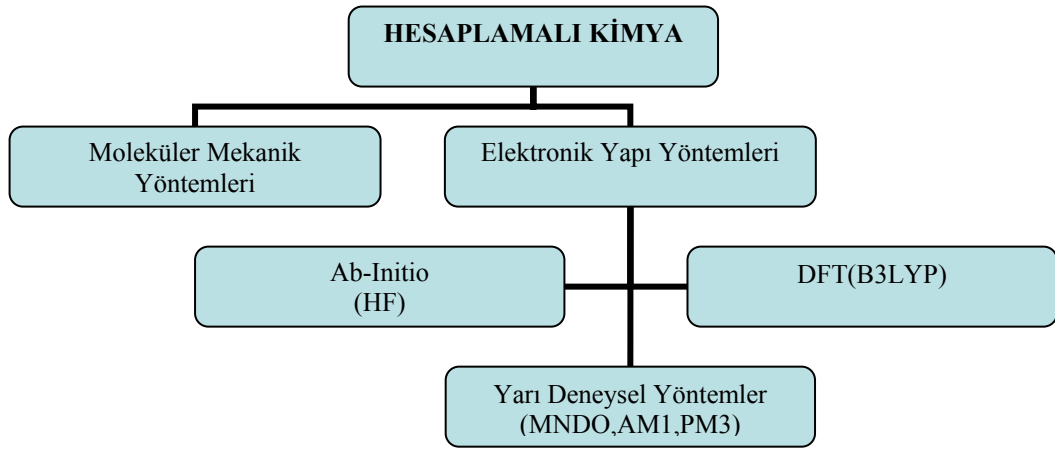 HESAPLAMALI KİMYA
Moleküler Mekanik
Yöntemleri
Elektronik Yapı Yöntemleri
Ab-Initio
(HF)
DFT(B3LYP)
Yarı Deneysel Yöntemler
(MNDO,AM1,PM3)